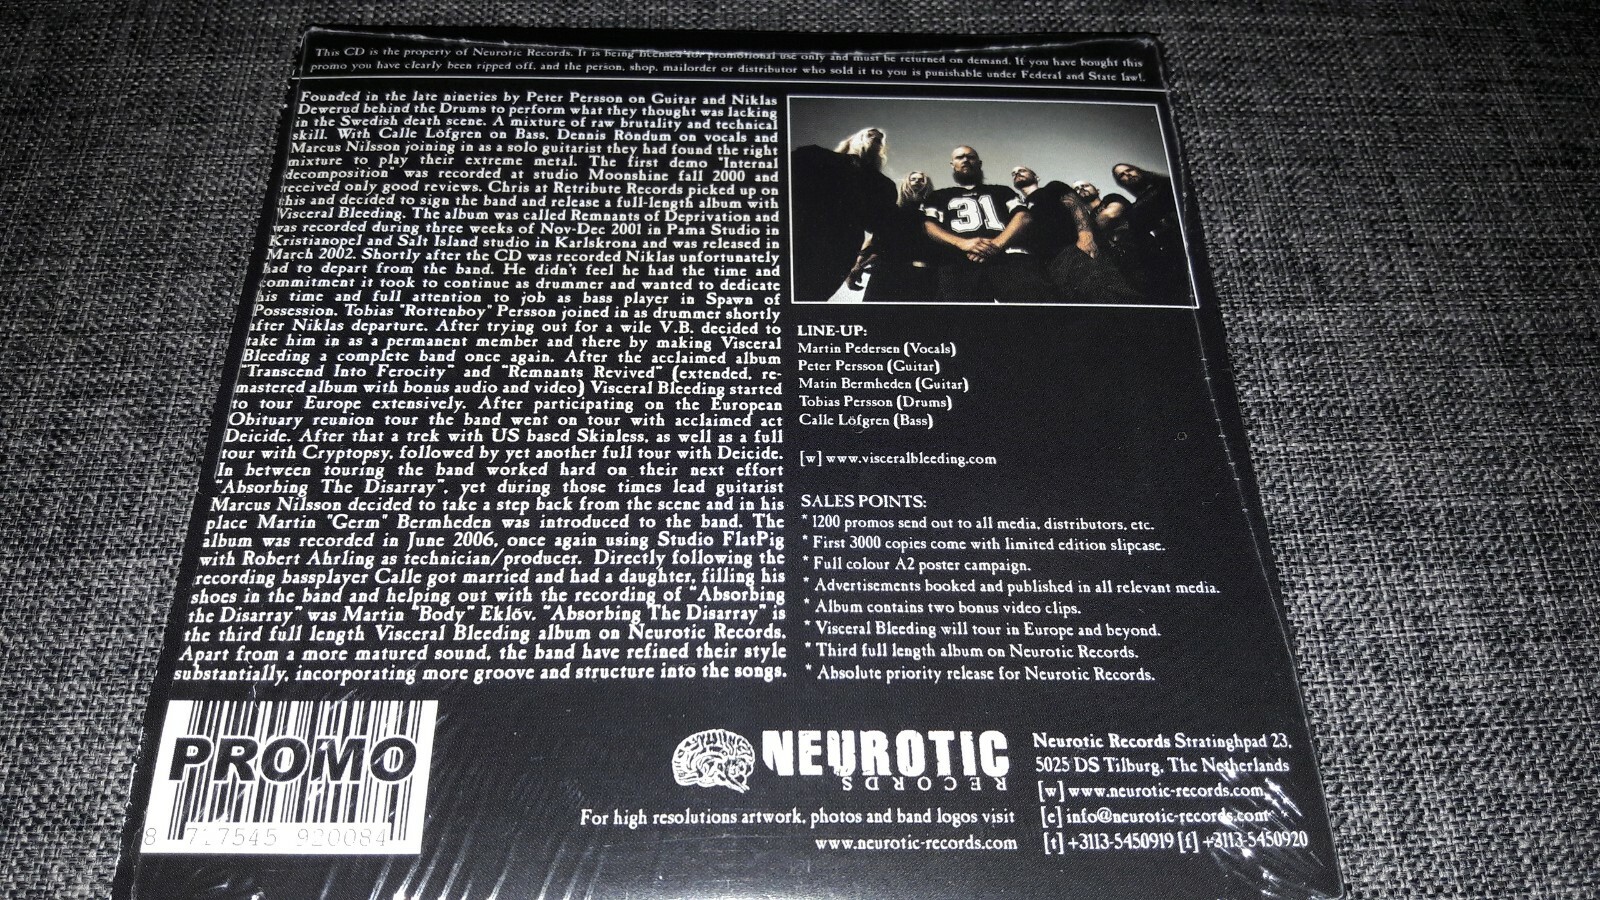 This CD is the property of Neurotic Records. It is being licensed for promotional use only and must be returned on demand. If you have bought this
promo you have clearly been ripped off, and the person, shop, mailorder or distributor who sold it to you is punishable under Federal and State law!.
Founded in the late nineties by Peter Persson on Guitar and Niklas
Dewerud behind the Drums to perform what they thought was lacking
in the Swedish death scene. A mixture of raw brutality and technical
skill. With Calle Löfgren on Bass, Dennis Röndum on vocals and
Marcus Nilsson joining in as a solo guitarist they had found the right
mixture to play their extreme metal. The first demo "Internal
decomposition" was recorded at studio Moonshine fall 2000 and
received only good reviews. Chris at Retribute Records picked up on
this and decided to sign the band and release a full-length album with
Visceral Bleeding. The album was called Remnants of Deprivation and
was recorded during three weeks of Nov-Dec 2001 in Pama Studio in
Kristianopel and Salt Island studio in Karlskrona and was released in
March 2002. Shortly after the CD was recorded Niklas unfortunately
had to depart from the band. He didn't feel he had the time and
commitment it took to continue as drummer and wanted to dedicate
his time and full attention to job as bass player in Spawn of
Possession. Tobias "Rottenboy" Persson joined in as drummer shortly
after Niklas departure. After trying out for a wile V.B. decided to
take him in as a permanent member and there by making Visceral
Bleeding a complete band once again. After the acclaimed album
"Transcend Into Ferocity" and "Remnants Revived" (extended, re-
mastered album with bonus audio and video) Visceral Bleeding started
to tour Europe extensively. After participating on the European
Obituary reunion tour the band went on tour with acclaimed act
Deicide. After that a trek with US based Skinless, as well as a full
tour with Cryptopsy, followed by yet another full tour with Deicide.
In between touring the band worked hard on their next effort
"Absorbing The Disarray", yet during those times lead guitarist
Marcus Nilsson decided to take a step back from the scene and in his
place Martin "Germ" Bermheden was introduced to the band. The
album was recorded in June 2006, once again using Studio FlatPig
with Robert Ahrling as technician/producer. Directly following the
recording bassplayer Calle got married and had a daughter, filling his
shoes in the band and helping out with the recording of "Absorbing
the Disarray" was Martin "Body" Eklöv. "Absorbing The Disarray" is
the third full length Visceral Bleeding album on Neurotic Records.
Apart from a more matured sound, the band have refined their style
substantially, incorporating more groove and structure into the songs.
31
LINE-UP:
Martin Pedersen (Vocals)
Peter Persson (Guitar)
Matin Bermheden (Guitar)
Tobias Persson (Drums)
Calle Löfgren (Bass)
[w] www.visceralbleeding.com
SALES POINTS:
* 1200 promos send out to all media, distributors, etc.
* First 3000 copies come with limited edition slipcase.
* Full colour A2 poster campaign.
* Advertisements booked and published in all relevant media.
* Album contains two bonus video clips.
* Visceral Bleeding will tour in Europe and beyond.
* Third full length album on Neurotic Records.
* Absolute priority release for Neurotic Records.
PROMO
8 717545 920084
NEUROTIC
RECORDS
For high resolutions artwork, photos and band logos visit
www.neurotic-records.com
Neurotic Records Stratinghpad 23,
5025 DS Tilburg, The Netherlands
[w] www.neurotic-records.com
[e] info@neurotic-records.com
[t] +3113-5450919 [f] +3113-5450920